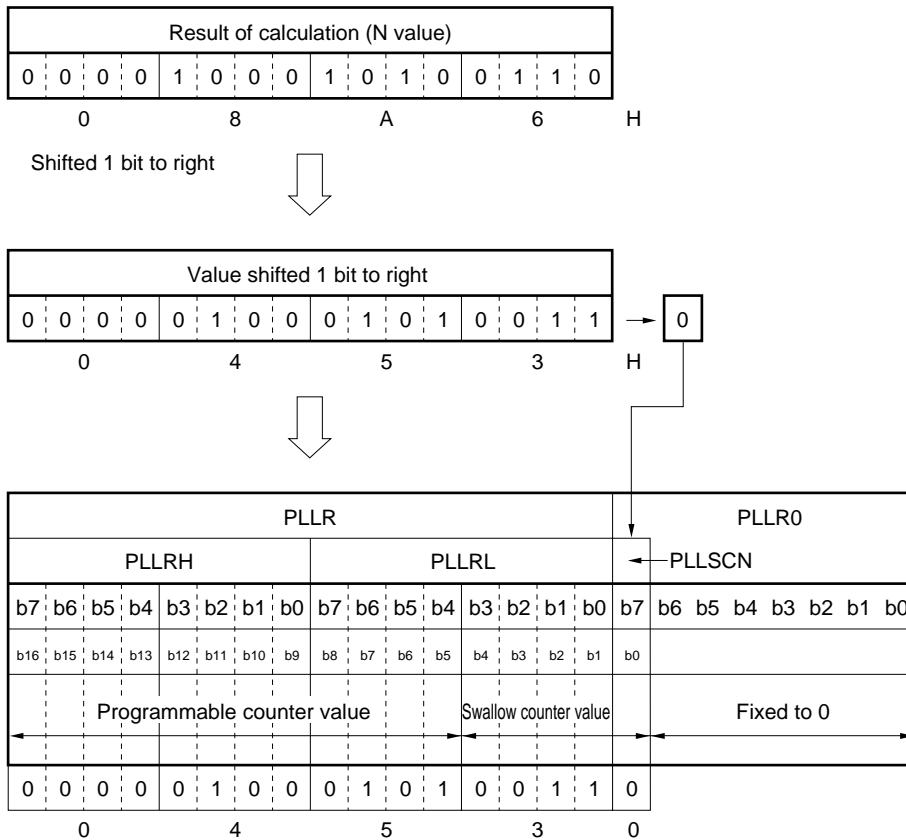 Result of calculation (N value)
0 0 0 0 1 0 0 0 1 0 1 0 0 1 1 0
0 8 A 6 H
Shifted 1 bit to right
Value shifted 1 bit to right
0 0 0 0 0 1 0 0 0 1 0 1 0 0 1 1 0
0 4 5 3 H
PLLR PLLR0
PLLRH PLLRL PLLSCN
b7 b6 b5 b4 b3 b2 b1 b0 b7 b6 b5 b4 b3 b2 b1 b0 b7 b6 b5 b4 b3 b2 b1 b0
b16 b15 b14 b13 b12 b11 b10 b9 b8 b7 b6 b5 b4 b3 b2 b1 b0
Programmable counter value Swallow counter value Fixed to 0
0 0 0 0 0 1 0 0 0 1 0 1 0 0 1 1 0
0 4 5 3 0